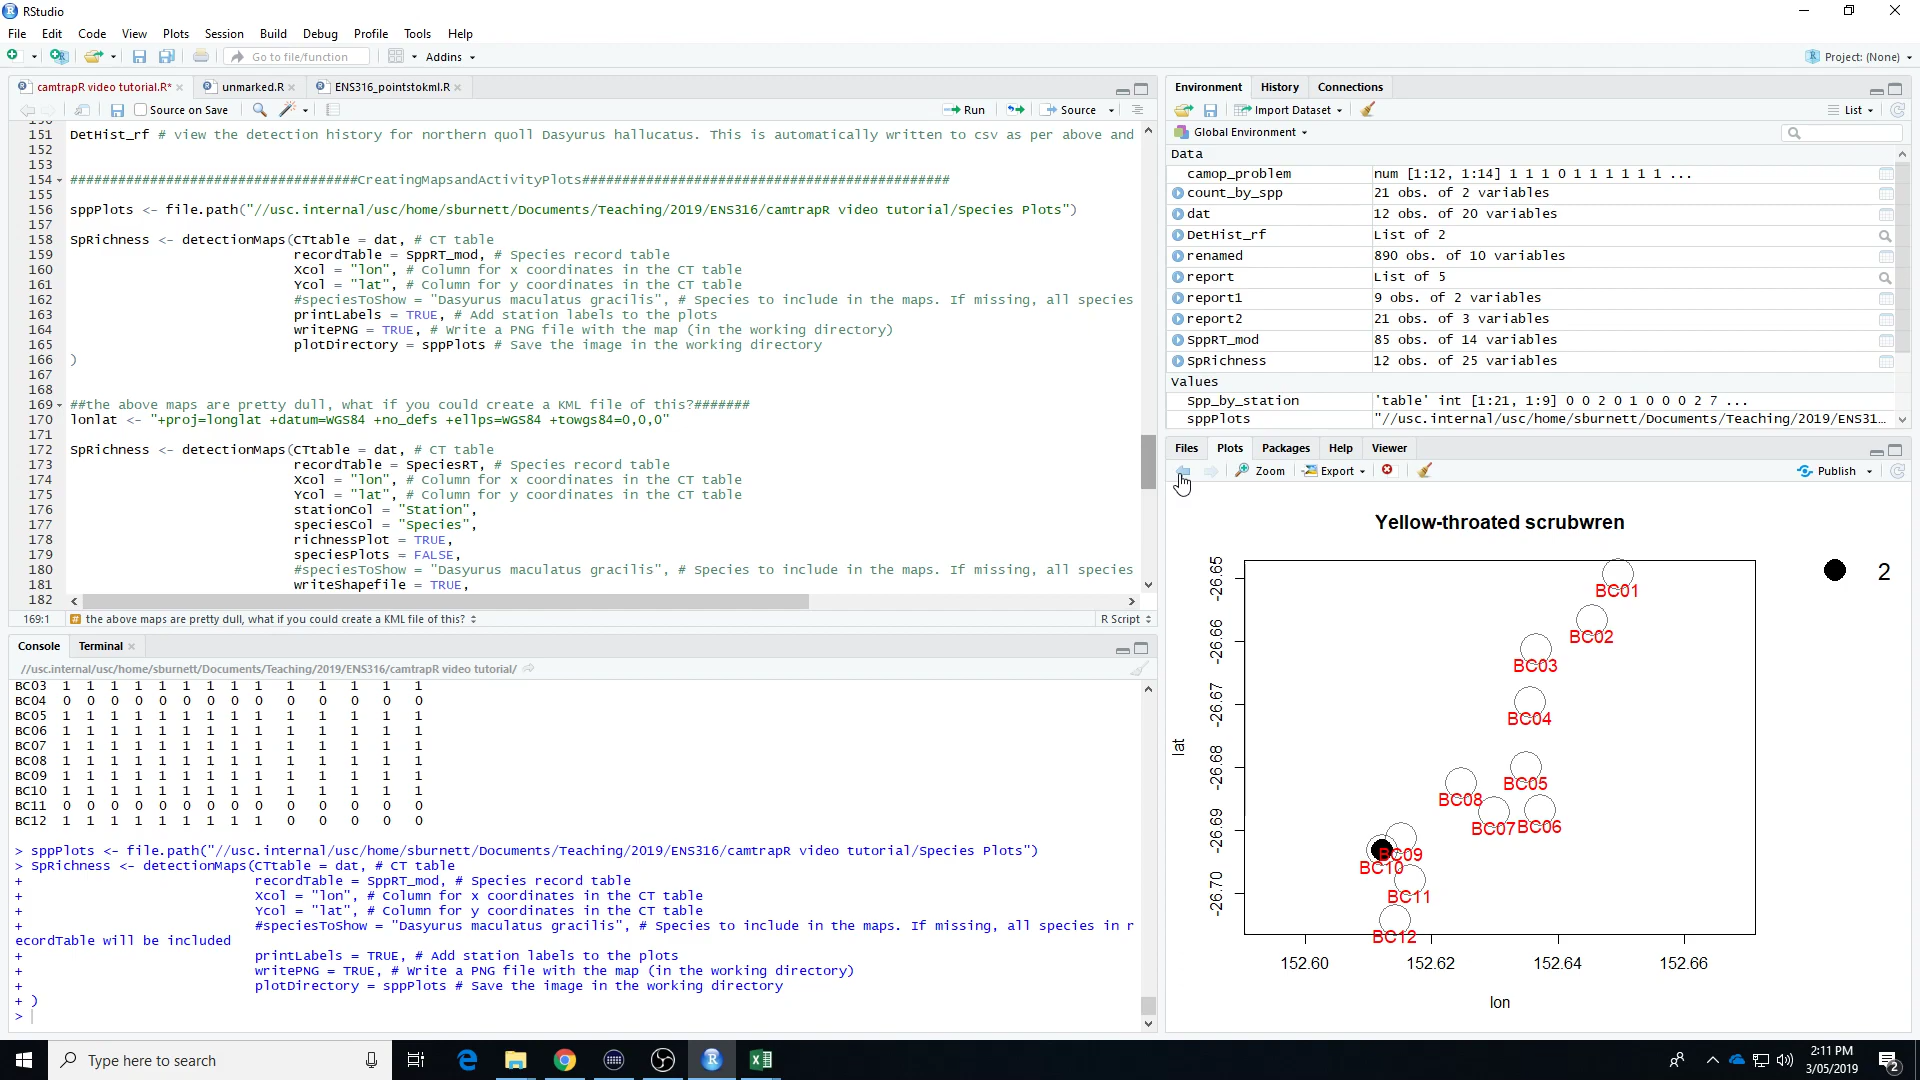 RStudio
File Edit Code View Plots Session Build Debug Profile Tools Help
Go to file/function Addins Project: (None)
camtrapR video tutorial.R* unmarked.R ENS316_pointstokml.R
Source on Save Run Source
151 DetHist_rf # view the detection history for northern quoll Dasyurus hallucatus. This is automatically written to csv as per above and
152
153
154 ####################################CreatingMapsandActivityPlots##############################################
155
156 sppPlots <- file.path("//usc.internal/usc/home/sburnett/Documents/Teaching/2019/ENS316/camtrapR video tutorial/Species Plots")
157
158 SpRichness <- detectionMaps(CTtable = dat, # CT table
159 recordTable = SppRT_mod, # Species record table
160 Xcol = "lon", # Column for x coordinates in the CT table
161 Ycol = "lat", # Column for y coordinates in the CT table
162 #speciesToShow = "Dasyurus maculatus gracilis", # Species to include in the maps. If missing, all species
163 printLabels = TRUE, # Add station labels to the plots
164 writePNG = TRUE, # Write a PNG file with the map (in the working directory)
165 plotDirectory = sppPlots # Save the image in the working directory
166 )
167
168
169 ##the above maps are pretty dull, what if you could create a KML file of this?#######
170 lonlat <- "+proj=longlat +datum=WGS84 +no_defs +ellps=WGS84 +towgs84=0,0,0"
171
172 SpRichness <- detectionMaps(CTtable = dat, # CT table
173 recordTable = SpeciesRT, # Species record table
174 Xcol = "lon", # Column for x coordinates in the CT table
175 Ycol = "lat", # Column for y coordinates in the CT table
176 stationCol = "Station",
177 speciesCol = "Species",
178 richnessPlot = TRUE,
179 speciesPlots = FALSE,
180 #speciesToShow = "Dasyurus maculatus gracilis", # Species to include in the maps. If missing, all species
181 writeShapefile = TRUE,
182
169:1 the above maps are pretty dull, what if you could create a KML file of this? R Script
Console Terminal
//usc.internal/usc/home/sburnett/Documents/Teaching/2019/ENS316/camtrapR video tutorial/
BC03 1 1 1 1 1 1 1 1 1 1 1 1 1 1
BC04 0 0 0 0 0 0 0 0 0 0 0 0 0 0
BC05 1 1 1 1 1 1 1 1 1 1 1 1 1 1
BC06 1 1 1 1 1 1 1 1 1 1 1 1 1 1
BC07 1 1 1 1 1 1 1 1 1 1 1 1 1 1
BC08 1 1 1 1 1 1 1 1 1 1 1 1 1 1
BC09 1 1 1 1 1 1 1 1 1 1 1 1 1 1
BC10 1 1 1 1 1 1 1 1 1 1 1 1 1 1
BC11 0 0 0 0 0 0 0 0 0 0 0 0 0 0
BC12 1 1 1 1 1 1 1 1 1 0 0 0 0 0
> sppPlots <- file.path("//usc.internal/usc/home/sburnett/Documents/Teaching/2019/ENS316/camtrapR video tutorial/Species Plots")
> SpRichness <- detectionMaps(CTtable = dat, # CT table
+ recordTable = SppRT_mod, # Species record table
+ Xcol = "lon", # Column for x coordinates in the CT table
+ Ycol = "lat", # Column for y coordinates in the CT table
+ #speciesToShow = "Dasyurus maculatus gracilis", # Species to include in the maps. If missing, all species in r
ecordTable will be included
+ printLabels = TRUE, # Add station labels to the plots
+ writePNG = TRUE, # Write a PNG file with the map (in the working directory)
+ plotDirectory = sppPlots # Save the image in the working directory
+ )
>
Environment History Connections
Import Dataset List
Global Environment
Data
camop_problem num [1:12, 1:14] 1 1 1 0 1 1 1 1 1 1 ...
count_by_spp 21 obs. of 2 variables
dat 12 obs. of 20 variables
DetHist_rf List of 2
renamed 890 obs. of 10 variables
report List of 5
report1 9 obs. of 2 variables
report2 21 obs. of 3 variables
SppRT_mod 85 obs. of 14 variables
SpRichness 12 obs. of 25 variables
Values
Spp_by_station 'table' int [1:21, 1:9] 0 0 2 0 1 0 0 0 2 7 ...
sppPlots "//usc.internal/usc/home/sburnett/Documents/Teaching/2019/ENS31...
Files Plots Packages Help Viewer
Zoom Export Publish
Yellow-throated scrubwren
2
-26.65
-26.66
-26.67
-26.68
-26.69
-26.70
lat
BC01
BC02
BC03
BC04
BC05
BC08
BC07 BC06
BC09
BC10
BC11
BC12
152.60 152.62 152.64 152.66
lon
Type here to search
2:11 PM
3/05/2019
2